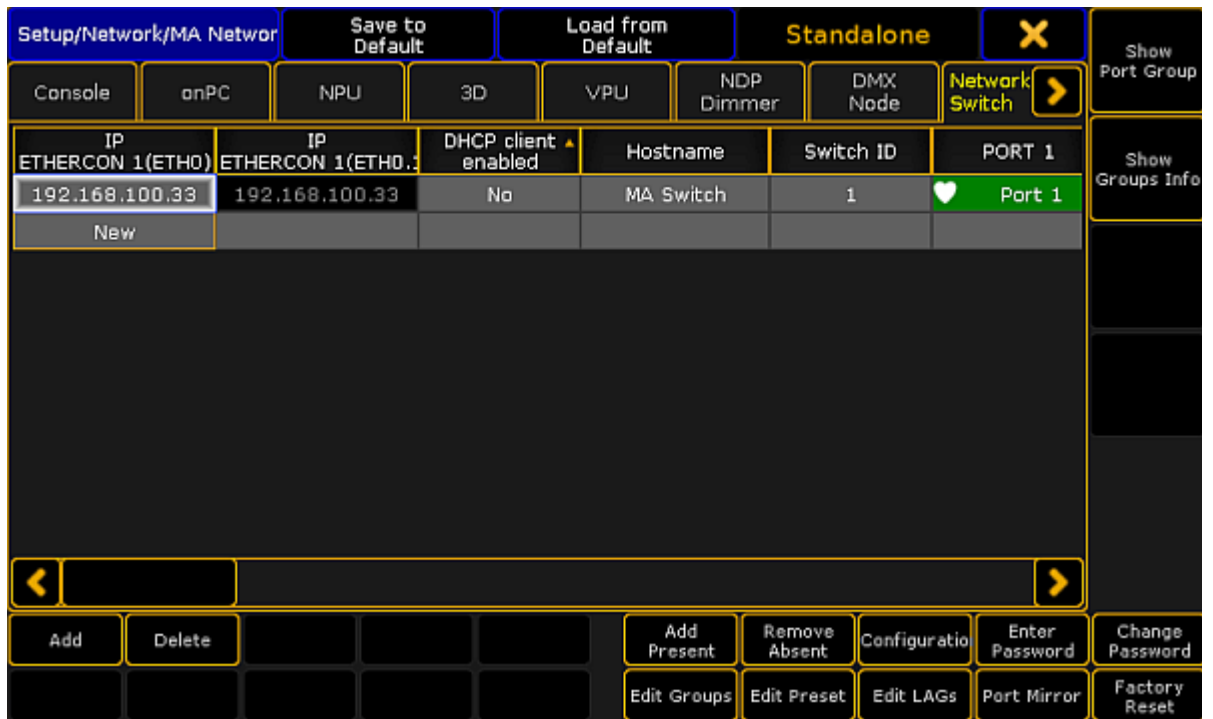 Setup/Network/MA Networ
Save to
Default
Load from
Default
Standalone
Show
Port Group
Console
onPC
NPU
3D
VPU
NDP
Dimmer
DMX
Node
Network
Switch
IP
ETHERCON 1(ETH0)
IP
ETHERCON 1(ETH0.
DHCP client
enabled
Hostname
Switch ID
PORT 1
Show
Groups Info
192.168.100.33
192.168.100.33
No
MA Switch
1
Port 1
New
Add
Delete
Add
Present
Remove
Absent
Configuratio
Enter
Password
Change
Password
Edit Groups
Edit Preset
Edit LAGs
Port Mirror
Factory
Reset